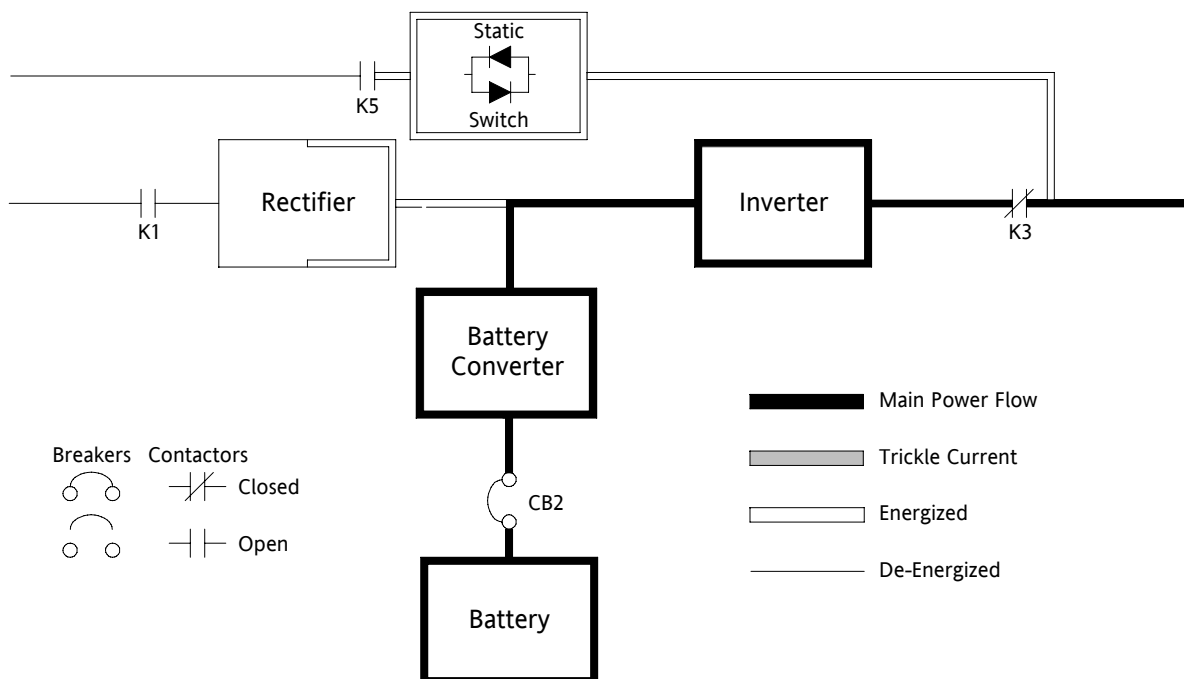 Static
Switch
K5
Rectifier
Inverter
K1
K3
Battery
Converter
Main Power Flow
Trickle Current
Breakers Contactors
Closed
CB2
Energized
Open
De-Energized
Battery